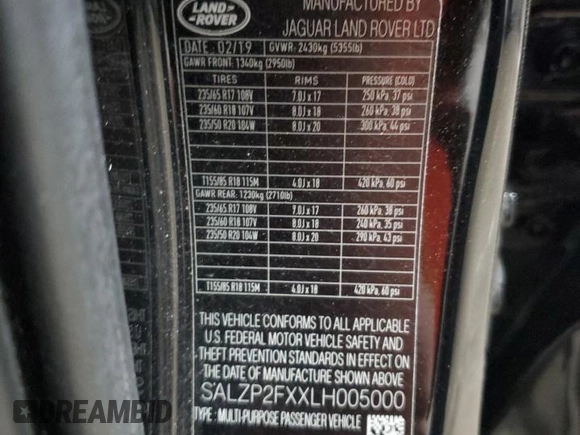 LAND-
-ROVER
MANUFACTURED BY
JAGUAR LAND ROVER LTD
DATE 02/19 GVWR: 2430kg (5355lb)
GAWR FRONT: 1340kg (2950lb)
TIRES RIMS PRESSURE (COLD)
235/65 R17 108V 7.0J x 17 250 kPa, 37 psi
235/60 R18 107V 8.0J x 18 260 kPa, 38 psi
235/50 R20 104W 8.0J x 20 300 kPa, 44 psi
T155/85 R18 115M 4.0J x 18 420 kPa, 60 psi
GAWR REAR: 1230kg (2710lb)
235/65 R17 108V 7.0J x 17 260 kPa, 38 psi
235/60 R18 107V 8.0J x 18 240 kPa, 35 psi
235/50 R20 104W 8.0J x 20 290 kPa, 43 psi
T155/85 R18 115M 4.0J x 18 420 kPa, 60 psi
THIS VEHICLE CONFORMS TO ALL APPLICABLE
U.S. FEDERAL MOTOR VEHICLE SAFETY AND
THEFT PREVENTION STANDARDS IN EFFECT ON
THE DATE OF MANUFACTURE SHOWN ABOVE
SALZP2FXXLH005000
TYPE : MULTI-PURPOSE PASSENGER VEHICLE